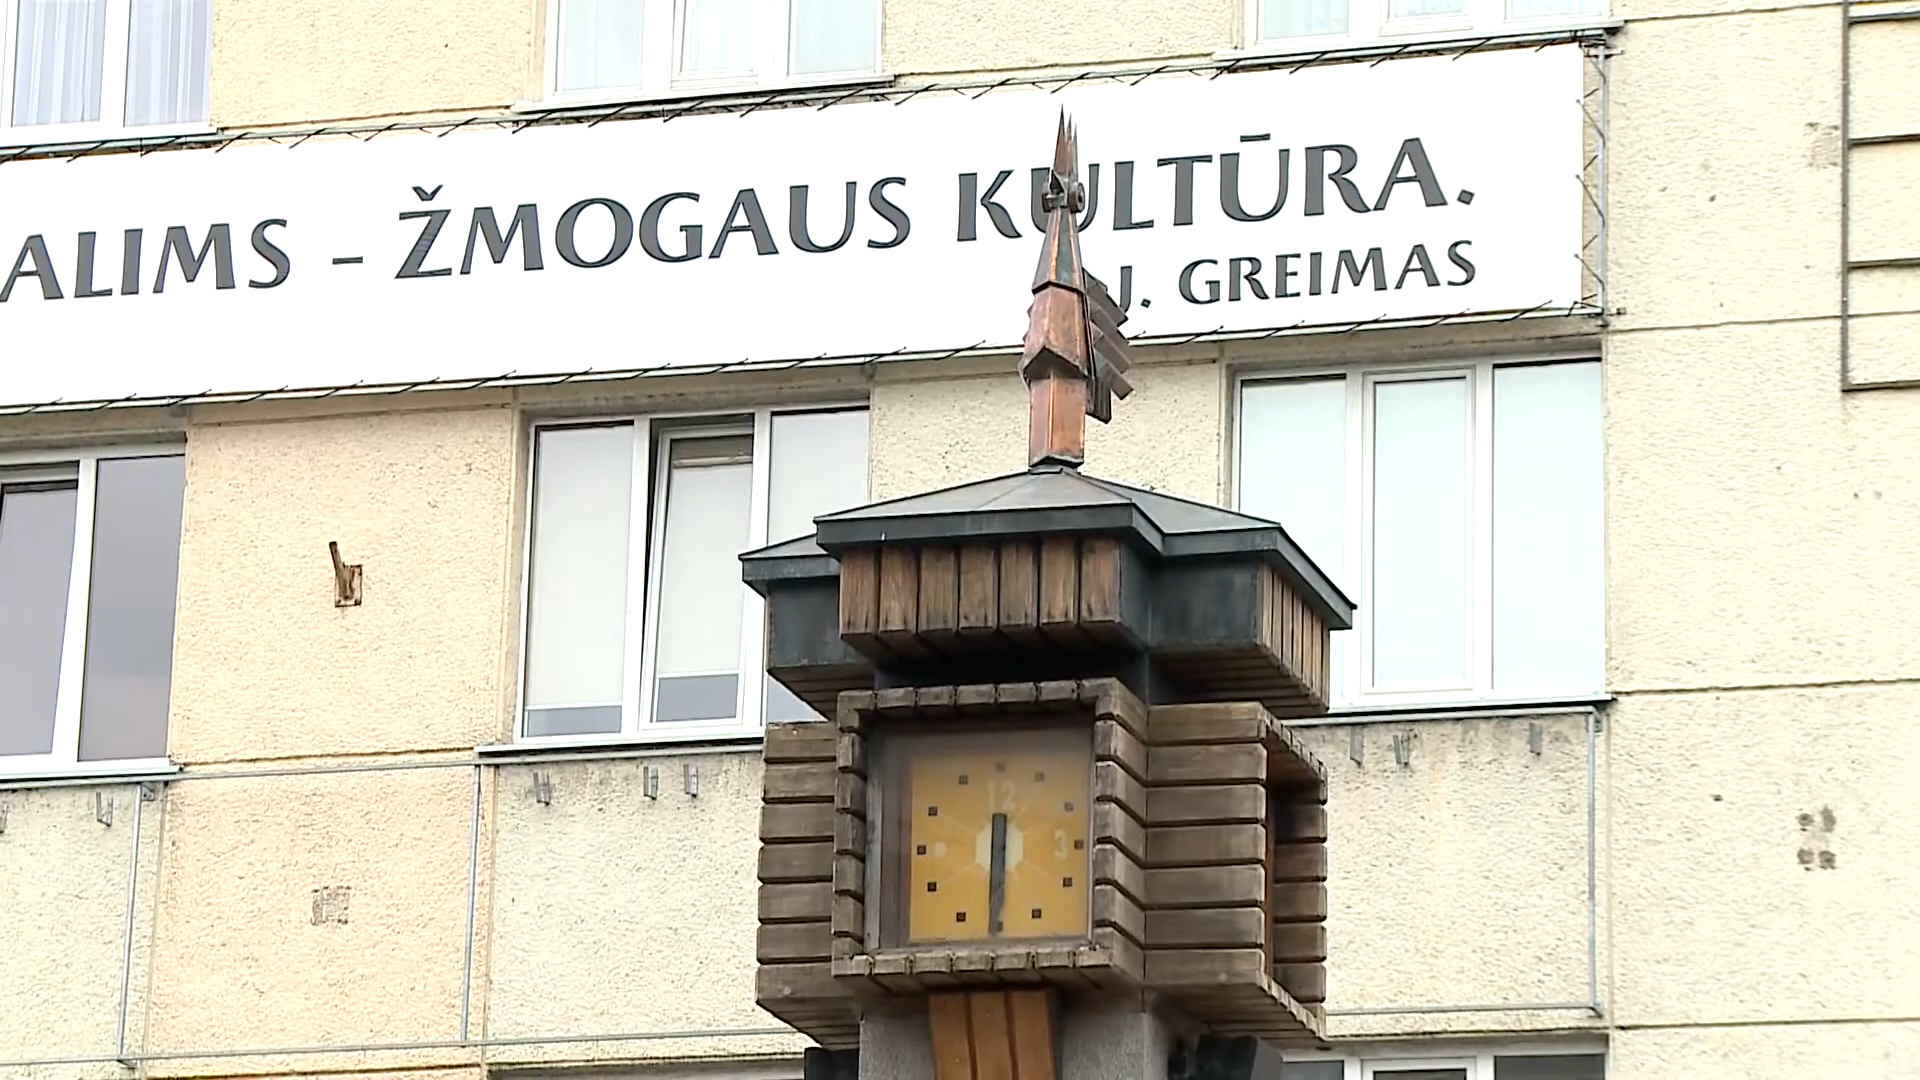 ALIMS – ŽMOGAUS KULTŪRA.
J. GREIMAS
12
3